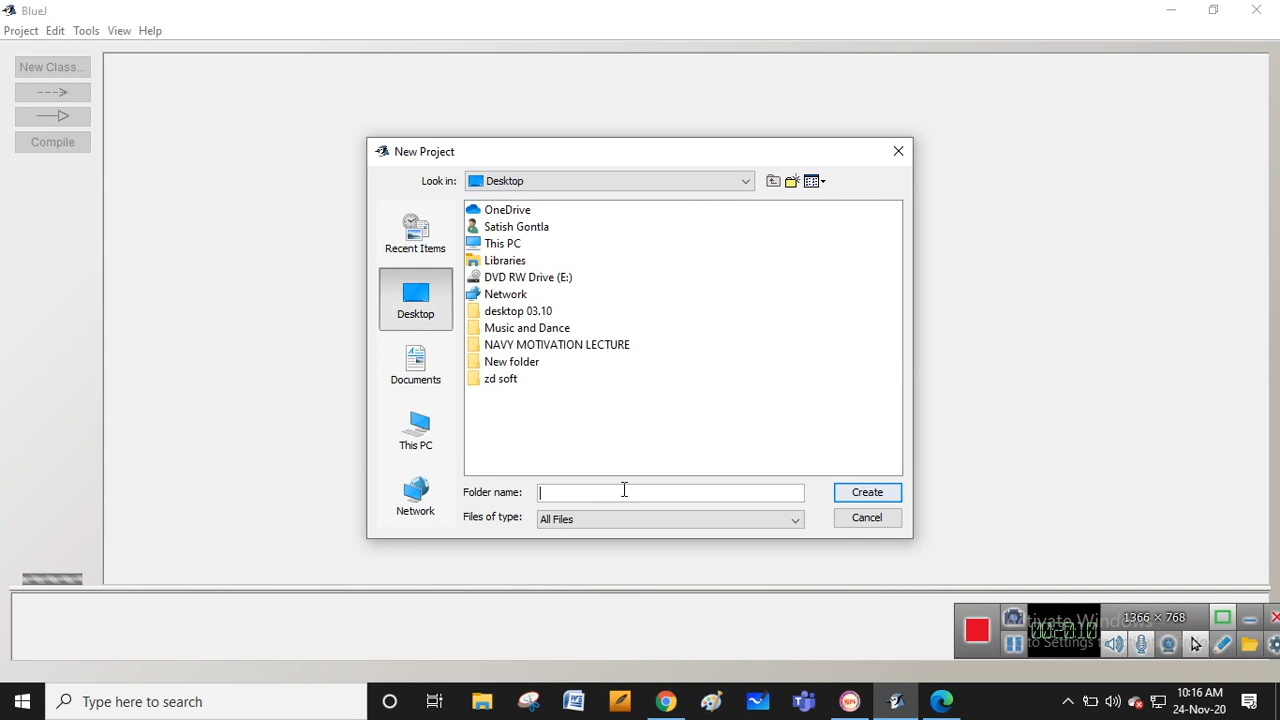 BlueJ
Project Edit Tools View Help
New Class...
Compile
New Project
Look in: Desktop
Recent Items
Desktop
Documents
This PC
Network
OneDrive
Satish Gontla
This PC
Libraries
DVD RW Drive (E:)
Network
desktop 03.10
Music and Dance
NAVY MOTIVATION LECTURE
New folder
zd soft
Folder name: Create
Files of type: All Files Cancel
1366 × 768
00:20:10
Type here to search
10:16 AM
24-Nov-20